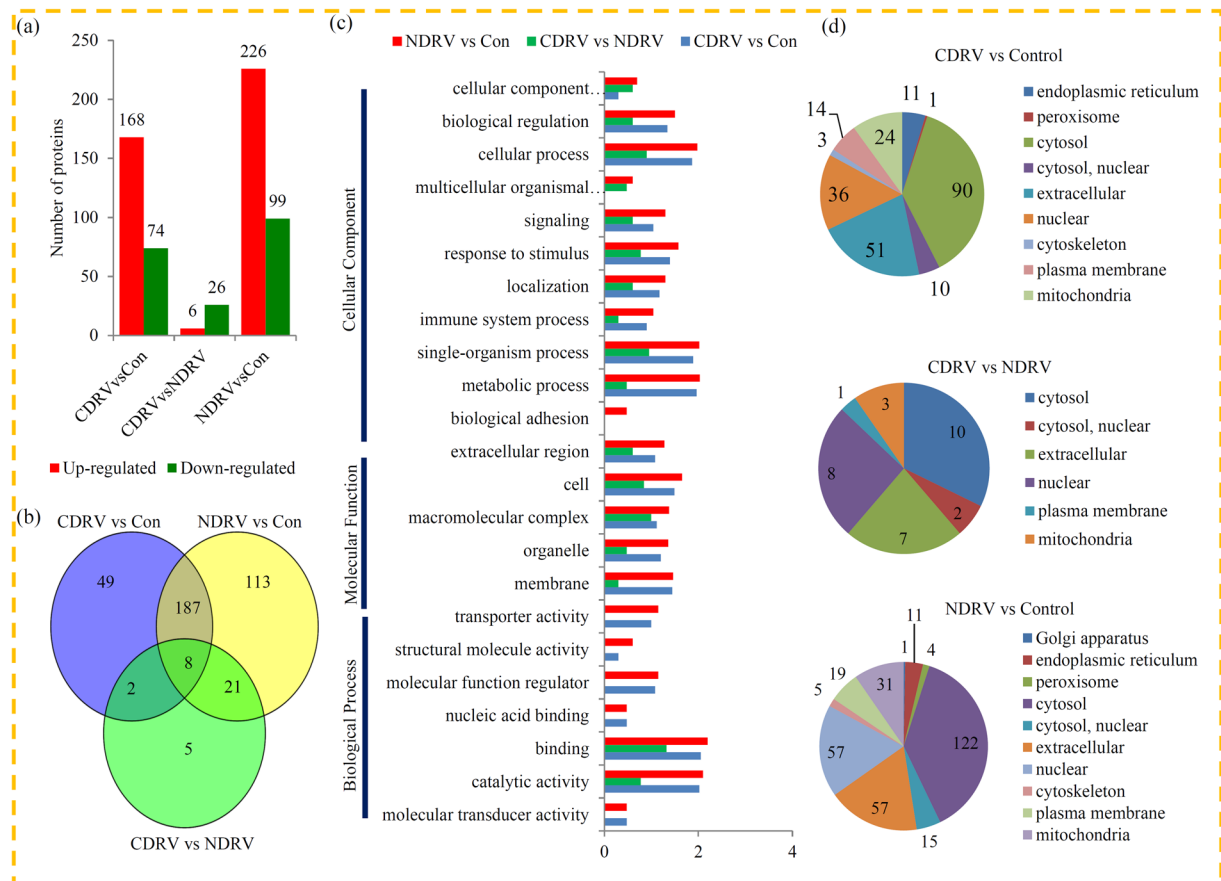 (a)
Number of proteins
250
200
150
100
50
0
168
74
6
26
226
99
CDRVvsCon
CDRVvsNDRV
NDRVvsCon
Up-regulated
Down-regulated
(b)
CDRV vs Con
NDRV vs Con
49
187
113
8
2
21
5
CDRV vs NDRV
(c)
NDRV vs Con
CDRV vs NDRV
CDRV vs Con
Cellular Component
Molecular Function
Biological Process
cellular component…
biological regulation
cellular process
multicellular organismal…
signaling
response to stimulus
localization
immune system process
single-organism process
metabolic process
biological adhesion
extracellular region
cell
macromolecular complex
organelle
membrane
transporter activity
structural molecule activity
molecular function regulator
nucleic acid binding
binding
catalytic activity
molecular transducer activity
0
2
4
(d)
CDRV vs Control
11
1
90
10
51
36
3
14
24
endoplasmic reticulum
peroxisome
cytosol
cytosol, nuclear
extracellular
nuclear
cytoskeleton
plasma membrane
mitochondria
CDRV vs NDRV
10
2
7
8
1
3
cytosol
cytosol, nuclear
extracellular
nuclear
plasma membrane
mitochondria
NDRV vs Control
1
11
4
122
15
57
57
5
19
31
Golgi apparatus
endoplasmic reticulum
peroxisome
cytosol
cytosol, nuclear
extracellular
nuclear
cytoskeleton
plasma membrane
mitochondria